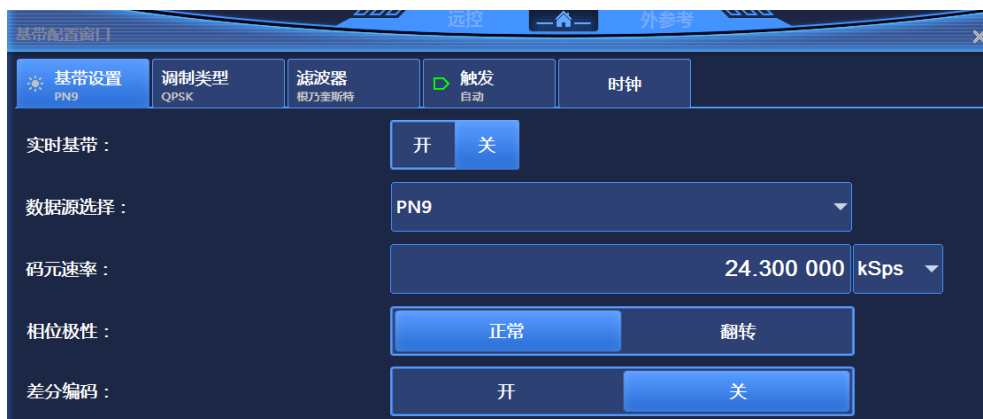 远控 外参考
基带配置窗口
基带设置 调制类型 滤波器 触发 时钟
PN9 QPSK 根乃奎斯特 自动
实时基带： 开 关
数据源选择： PN9
码元速率： 24.300 000 kSps
相位极性： 正常 翻转
差分编码： 开 关